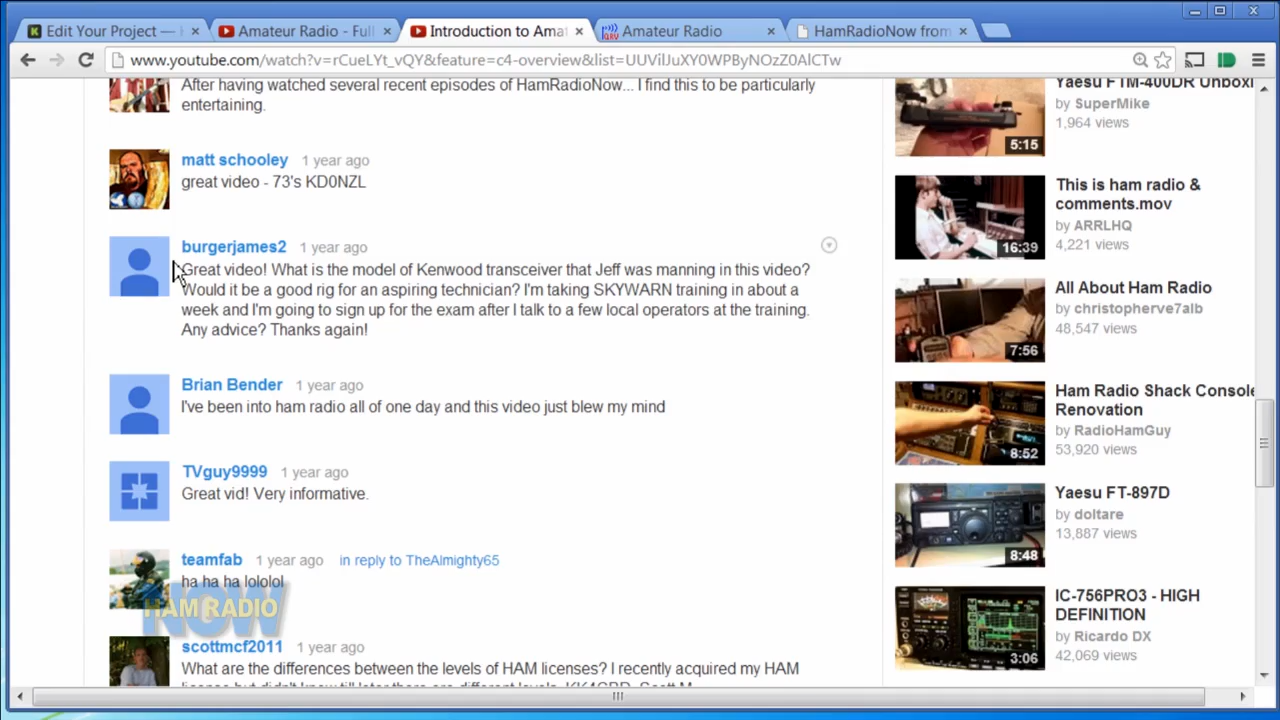 Edit Your Project —
Amateur Radio - Full
Introduction to Amat
Amateur Radio
HamRadioNow from
www.youtube.com/watch?v=rCueLYt_vQY&feature=c4-overview&list=UUVilJuXY0WPByNOzZ0AlCTw
After having watched several recent episodes of HamRadioNow... I find this to be particularly
entertaining.
matt schooley 1 year ago
great video - 73's KD0NZL
burgerjames2 1 year ago
Great video! What is the model of Kenwood transceiver that Jeff was manning in this video?
Would it be a good rig for an aspiring technician? I'm taking SKYWARN training in about a
week and I'm going to sign up for the exam after I talk to a few local operators at the training.
Any advice? Thanks again!
Brian Bender 1 year ago
I've been into ham radio all of one day and this video just blew my mind
TVguy9999 1 year ago
Great vid! Very informative.
teamfab 1 year ago in reply to TheAlmighty65
ha ha ha lololol
HAM RADIO
NOW
scottmcf2011 1 year ago
What are the differences between the levels of HAM licenses? I recently acquired my HAM
Yaesu FTM-400DR Unboxi
by SuperMike
1,964 views
5:15
This is ham radio &
comments.mov
by ARRLHQ
4,221 views
16:39
All About Ham Radio
by christopherve7alb
48,547 views
7:56
Ham Radio Shack Console
Renovation
by RadioHamGuy
53,920 views
8:52
Yaesu FT-897D
by doltare
13,887 views
8:48
IC-756PRO3 - HIGH
DEFINITION
by Ricardo DX
42,069 views
3:06